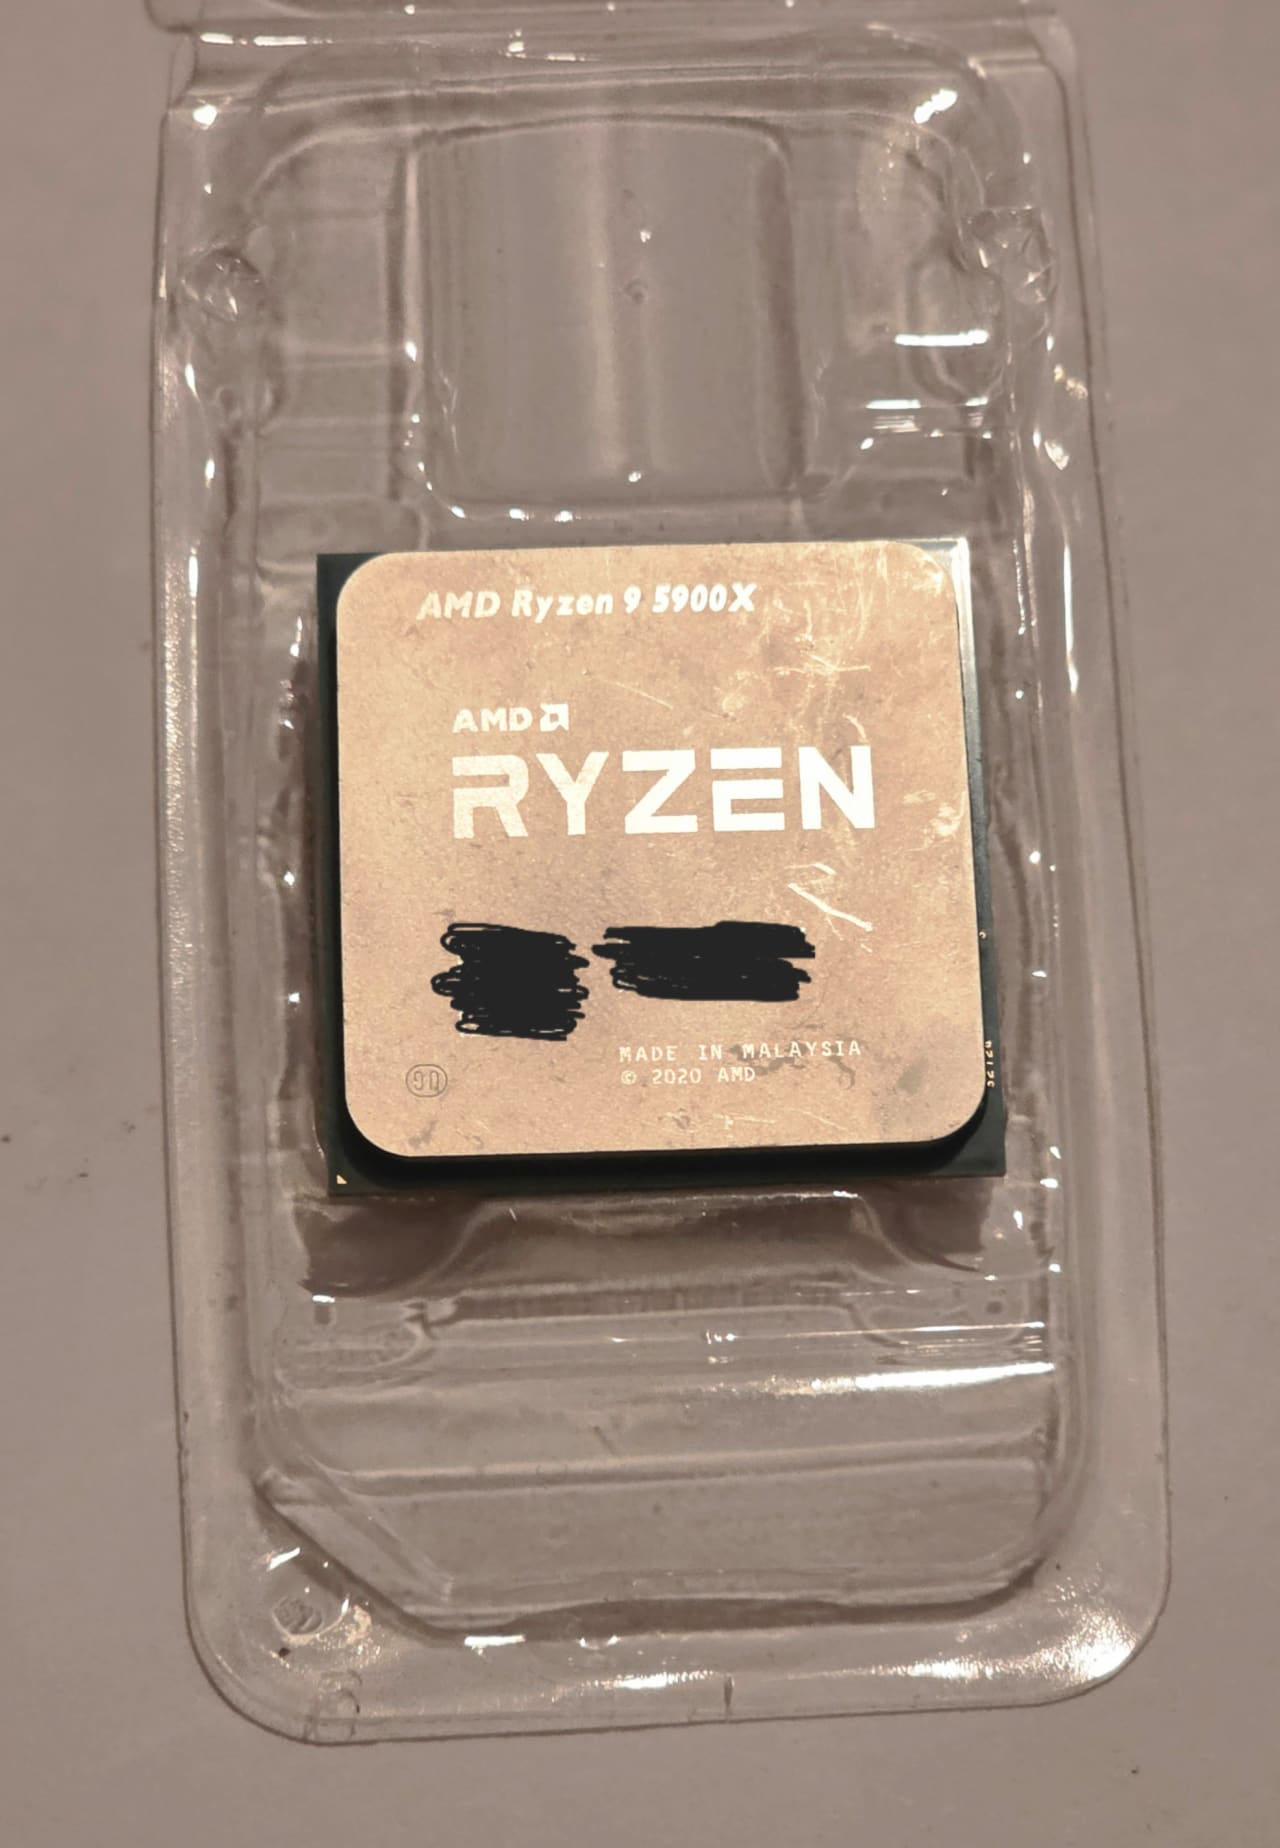 AMD Ryzen 9 5900X
AMD
RYZEN
MADE IN MALAYSIA
© 2020 AMD